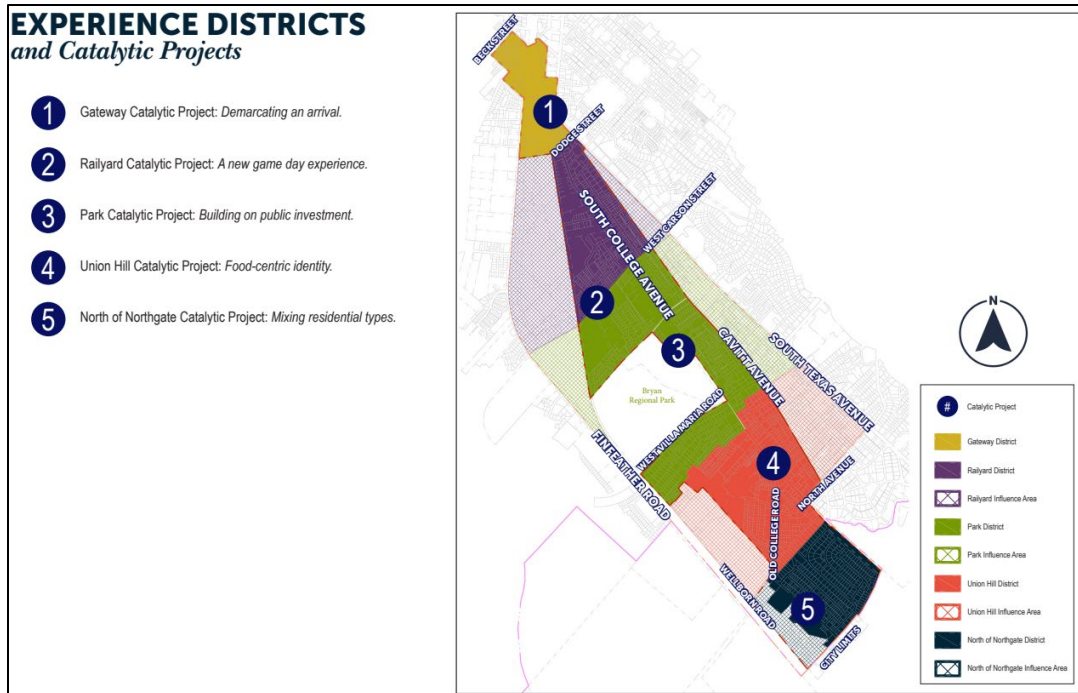 EXPERIENCE DISTRICTS
and Catalytic Projects
1 Gateway Catalytic Project: Demarcating an arrival.
2 Railyard Catalytic Project: A new game day experience.
3 Park Catalytic Project: Building on public investment.
4 Union Hill Catalytic Project: Food-centric identity.
5 North of Northgate Catalytic Project: Mixing residential types.
BECK STREET
1
DODGE STREET
SOUTH COLLEGE AVENUE
WEST CARSON STREET
2
3
CAVITT AVENUE
SOUTH TEXAS AVENUE
Bryan
Regional Park
WEST VILLA MARIA ROAD
FINFEATHER ROAD
4
NORTH AVENUE
OLD COLLEGE ROAD
WELLBORN ROAD
5
CITY LIMITS
N
# Catalytic Project
Gateway District
Railyard District
Railyard Influence Area
Park District
Park Influence Area
Union Hill District
Union Hill Influence Area
North of Northgate District
North of Northgate Influence Area